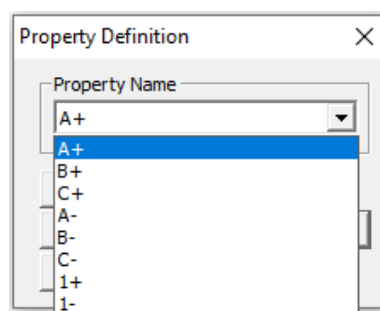 Property Definition
Property Name
A+
A+
B+
C+
A-
B-
C-
1+
1-